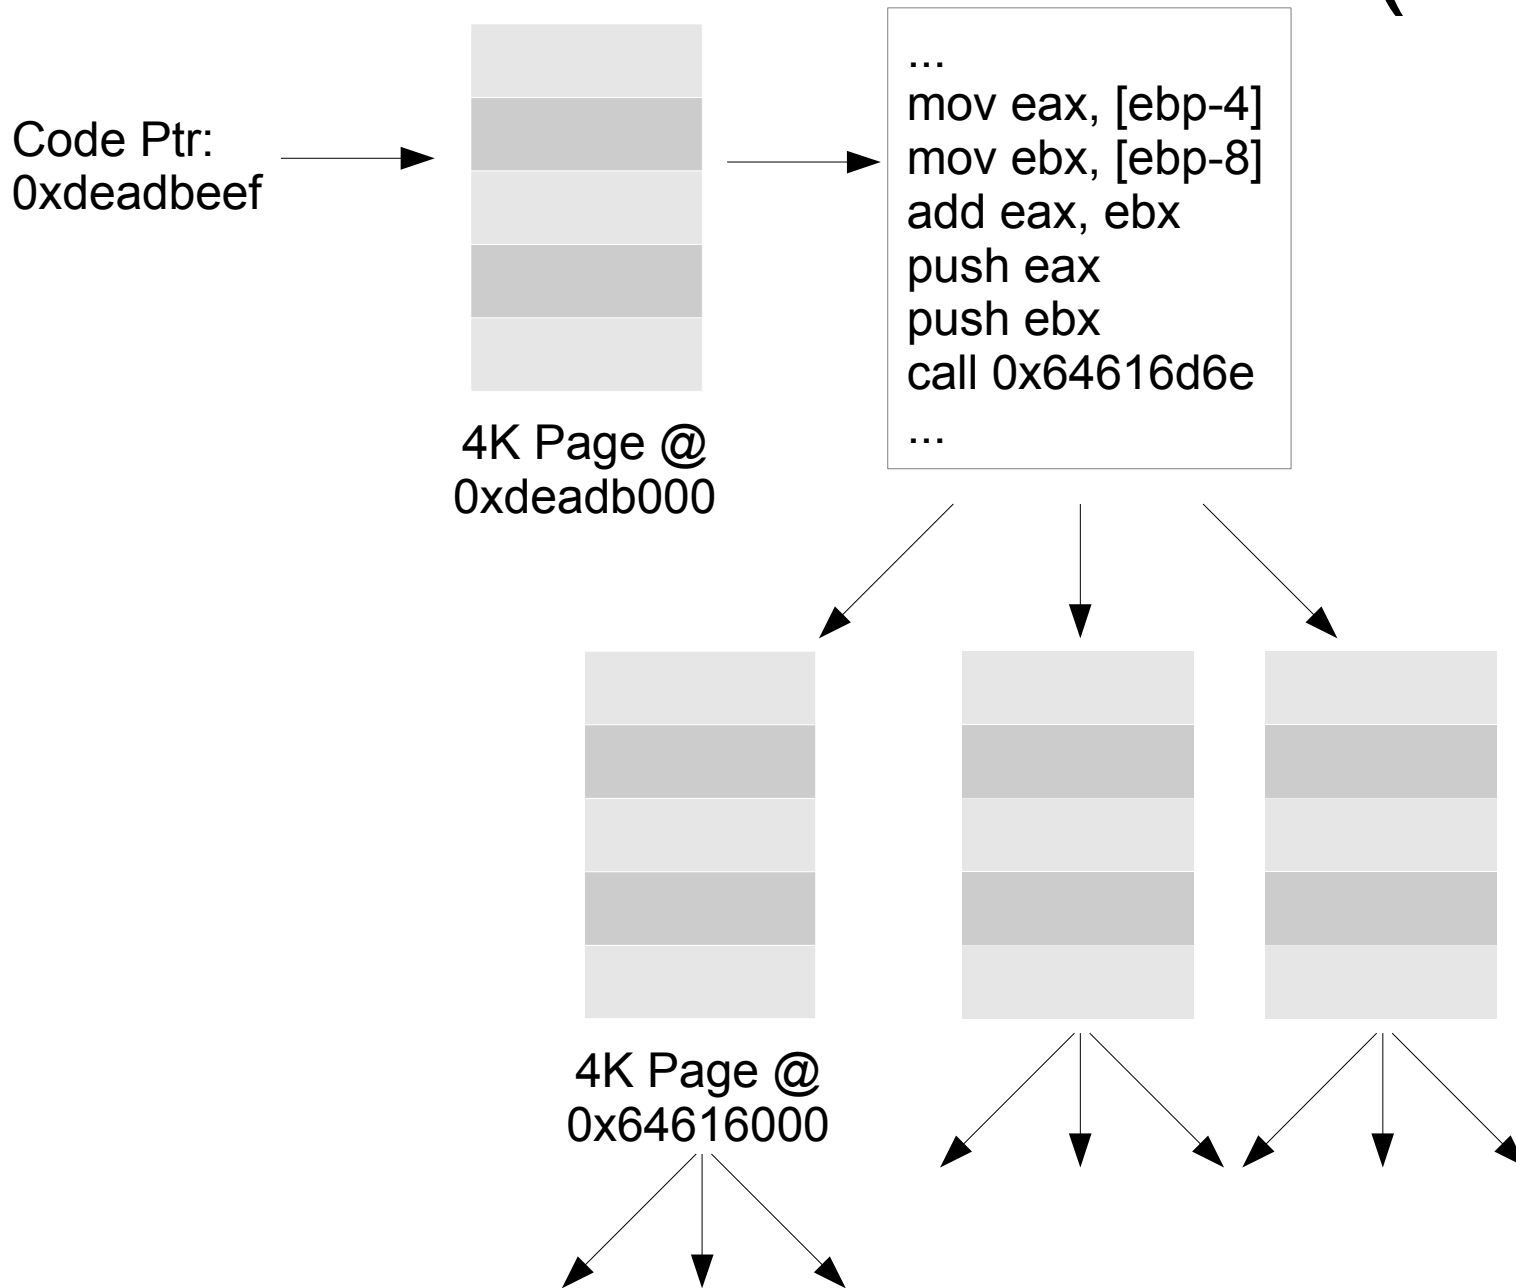 Code Ptr:
0xdeadbeef
4K Page @
0xdeadb000
...
mov eax, [ebp-4]
mov ebx, [ebp-8]
add eax, ebx
push eax
push ebx
call 0x64616d6e
...
4K Page @
0x64616000